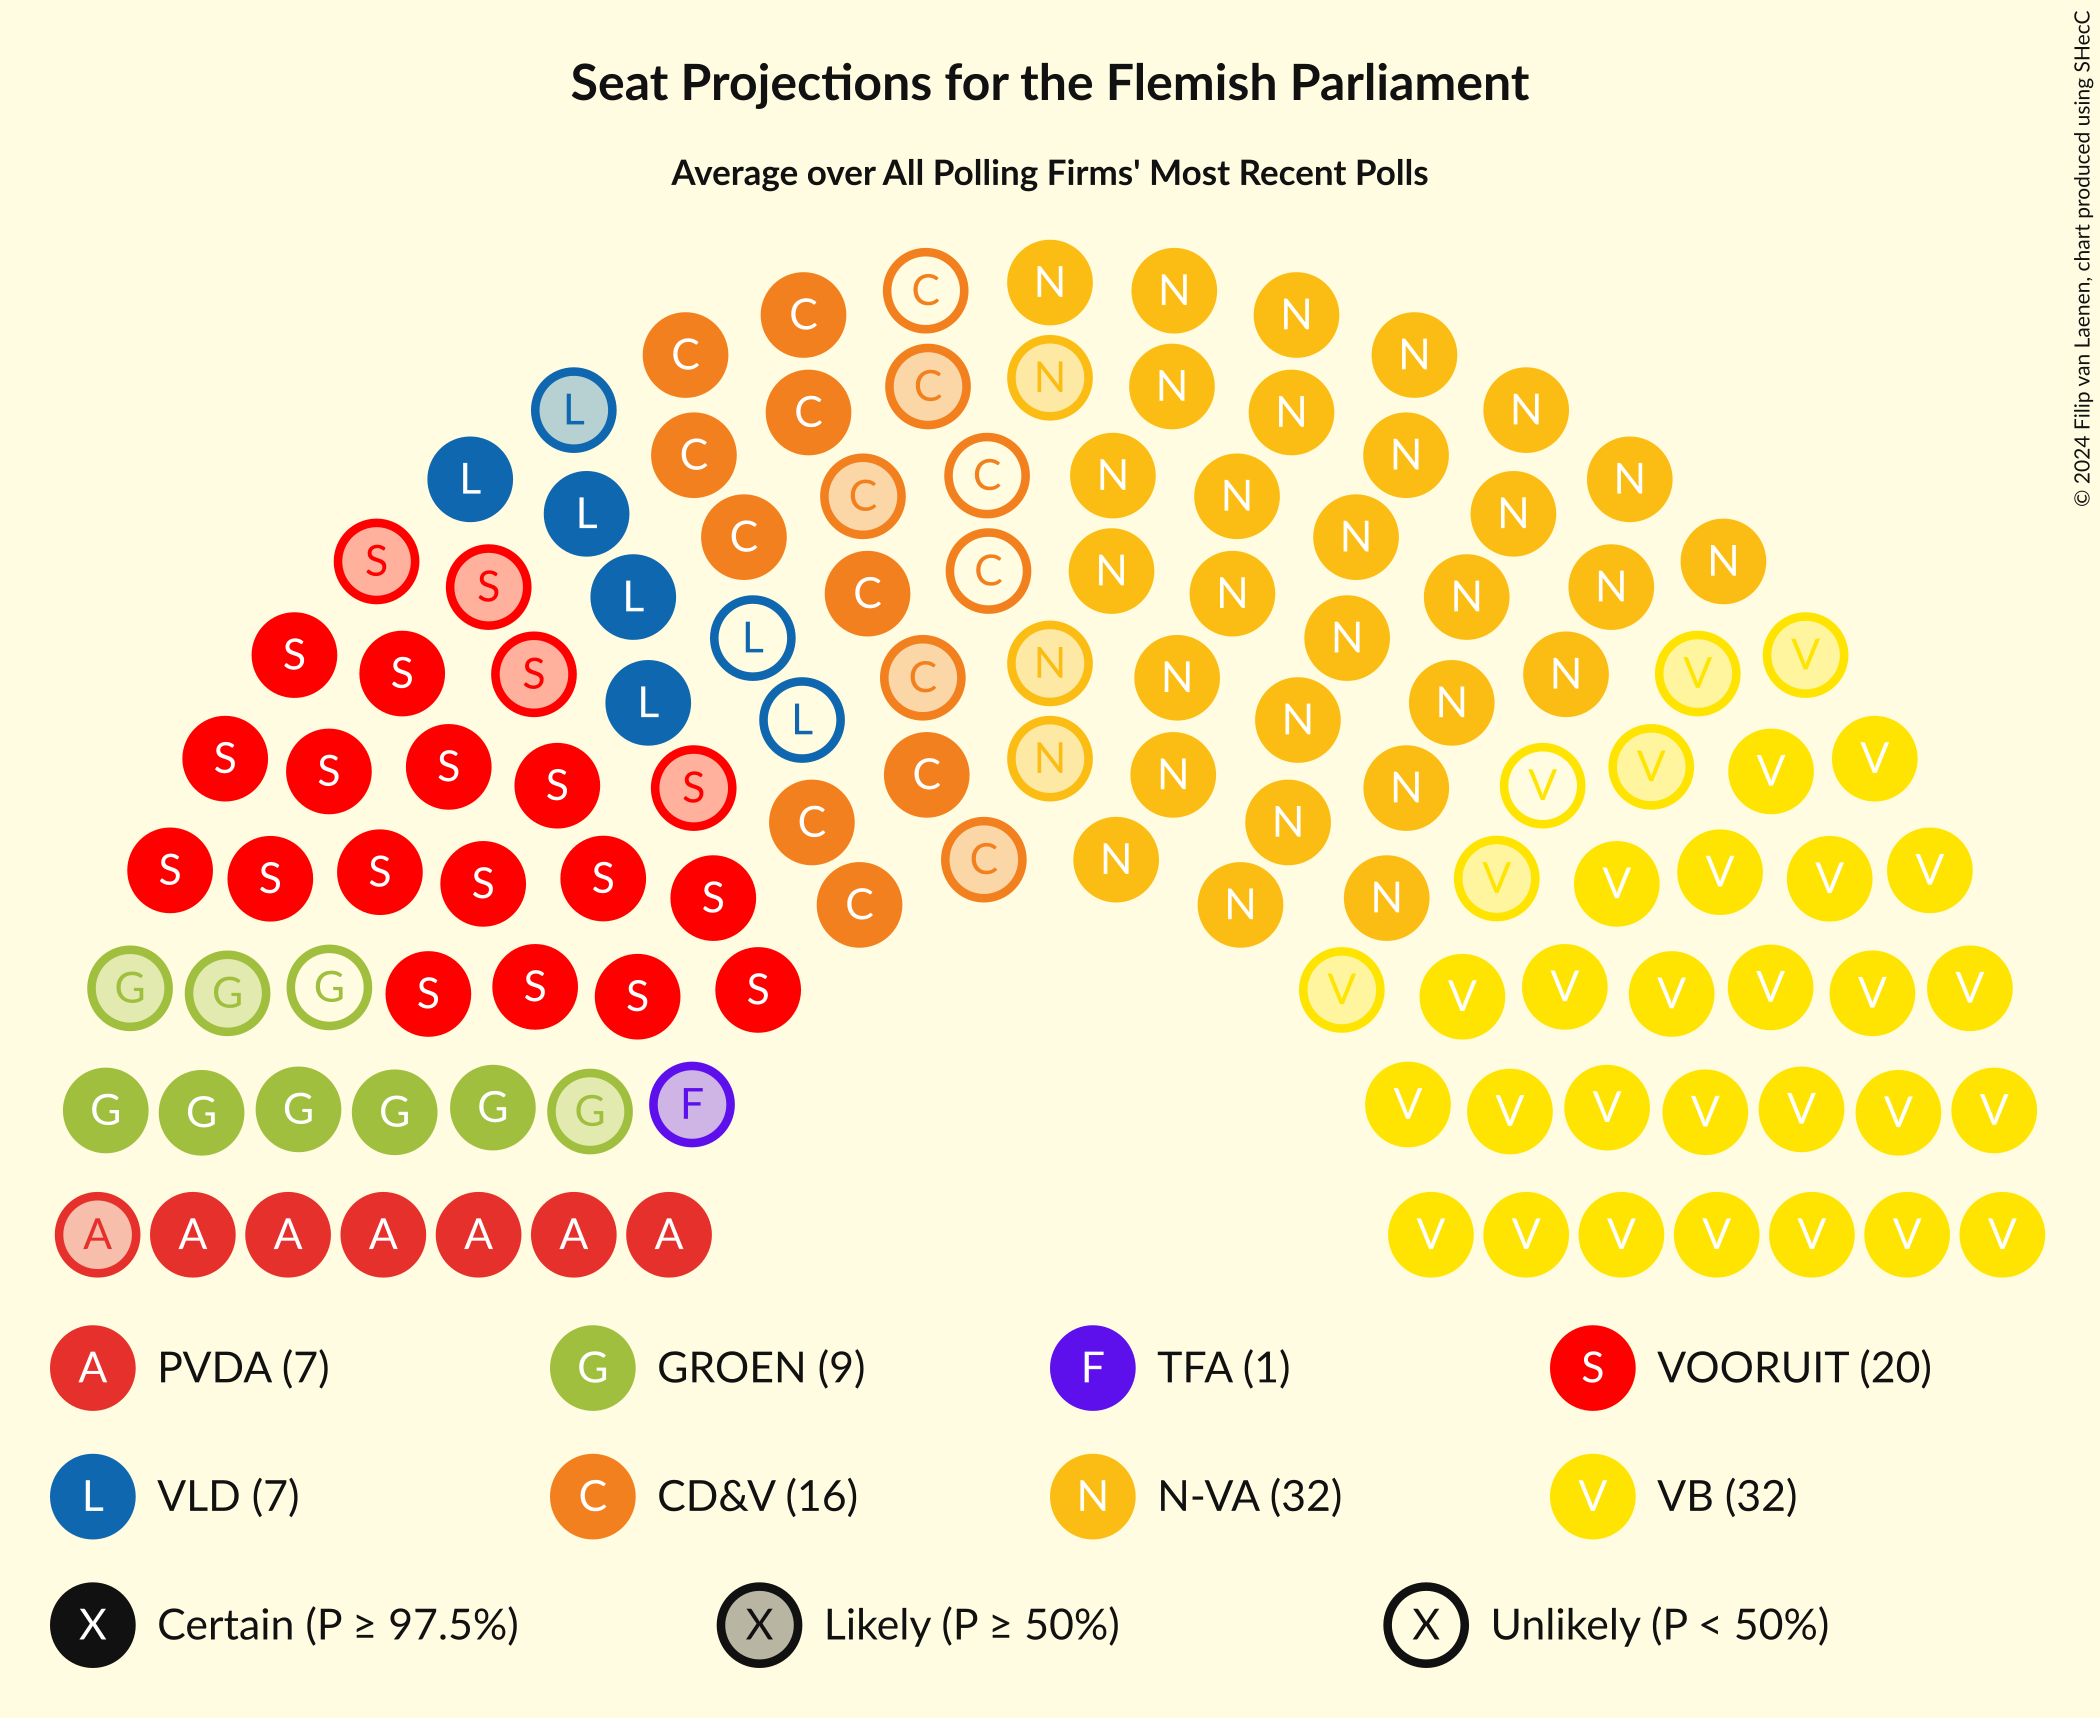 Seat Projections for the Flemish Parliament
Average over All Polling Firms' Most Recent Polls
© 2024 Filip van Laenen, chart produced using SHecC
C N N N
C C
C N N N N
L C C N N
L C C N N N
L C C N N N
S S L C C N N N N
S S S L L C N N N N V V
S S S S S L C N N N N V V V V
S S S S S S C C C N N N N V V V V V
G G G S S S S V V V V V V V
G G G G G G F V V V V V V V
A A A A A A A V V V V V V V
A PVDA (7) G GROEN (9) F TFA (1) S VOORUIT (20)
L VLD (7) C CD&V (16) N N-VA (32) V VB (32)
X Certain (P ≥ 97.5%) X Likely (P ≥ 50%) X Unlikely (P < 50%)